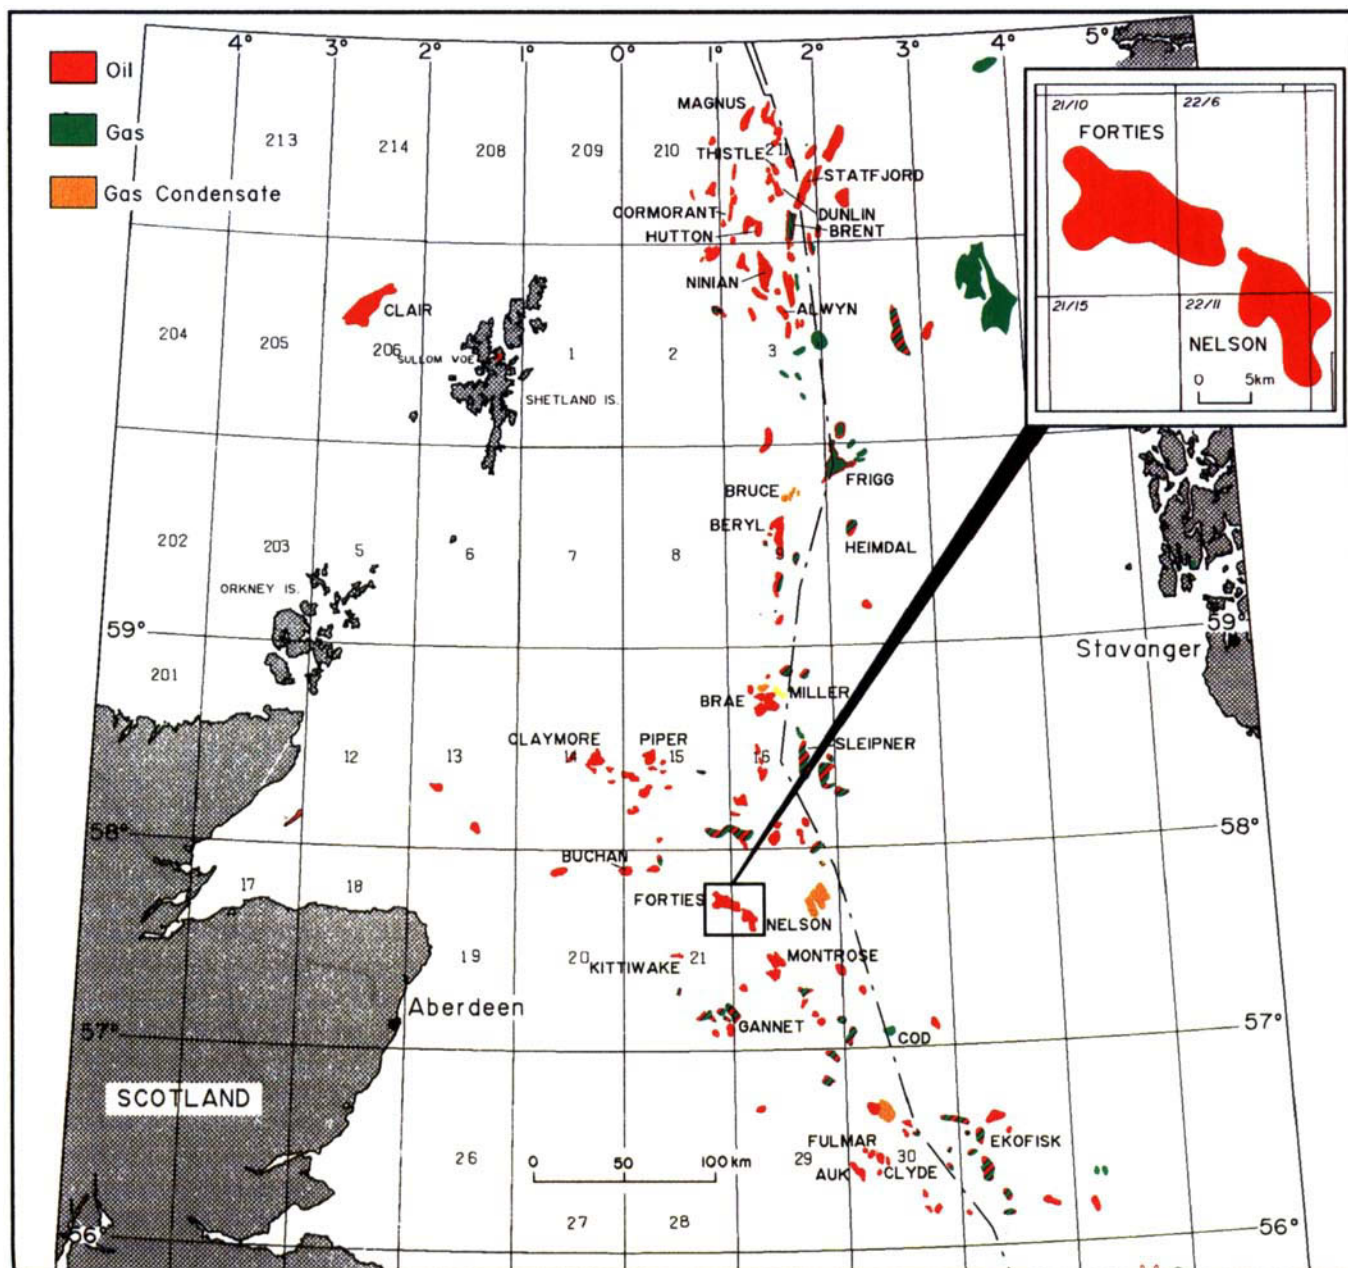 4° 3° 2° 1° 0° 1° 2° 3° 4° 5°
Oil
Gas
Gas Condensate
MAGNUS
213 214 208 209 210 211
THISTLE
STATFJORD
CORMORANT
DUNLIN
HUTTON
BRENT
NINIAN
CLAIR
ALWYN
204 205 206 1 2 3
SULLOM VOE
SHETLAND IS.
21/10 22/6
FORTIES
21/15 22/11
NELSON
0 5km
FRIGG
BRUCE
BERYL
HEIMDAL
202 203 5 6 7 8 9
ORKNEY IS.
59° 59°
Stavanger
201
BRAE
MILLER
CLAYMORE PIPER
SLEIPNER
12 13 14 15 16
58° 58°
BUCHAN
17 18
FORTIES
NELSON
19 20 21
KITTIWAKE
MONTROSE
Aberdeen
GANNET
57° 57°
COD
SCOTLAND
FULMAR
EKOFISK
26 29 30
AUK CLYDE
0 50 100 km
27 28
56° 56°